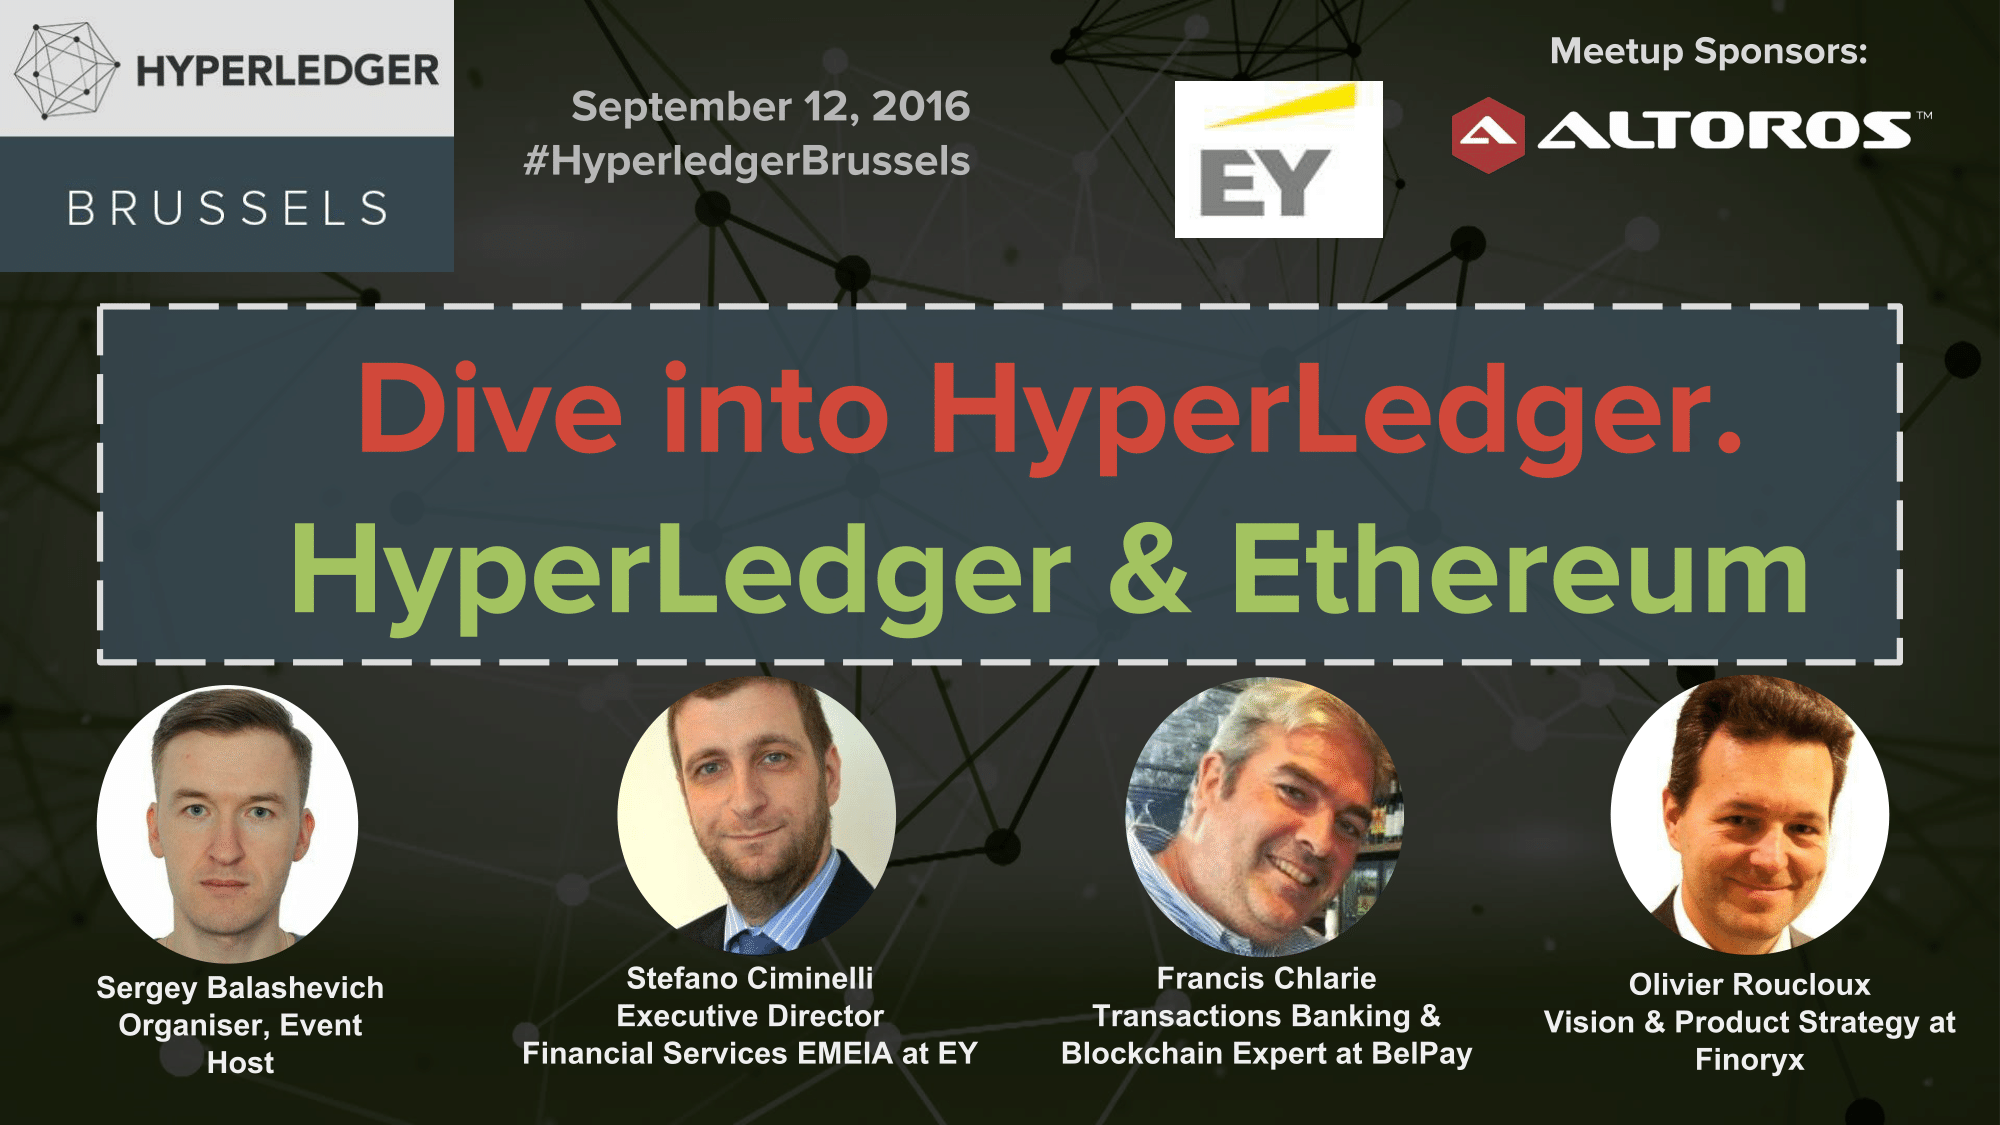 HYPERLEDGER
BRUSSELS
September 12, 2016
#HyperledgerBrussels
EY
Meetup Sponsors:
ALTOROS™
Dive into HyperLedger.
HyperLedger & Ethereum
Sergey Balashevich
Organiser, Event
Host
Stefano Ciminelli
Executive Director
Financial Services EMEIA at EY
Francis Chlarie
Transactions Banking &
Blockchain Expert at BelPay
Olivier Roucloux
Vision & Product Strategy at
Finoryx